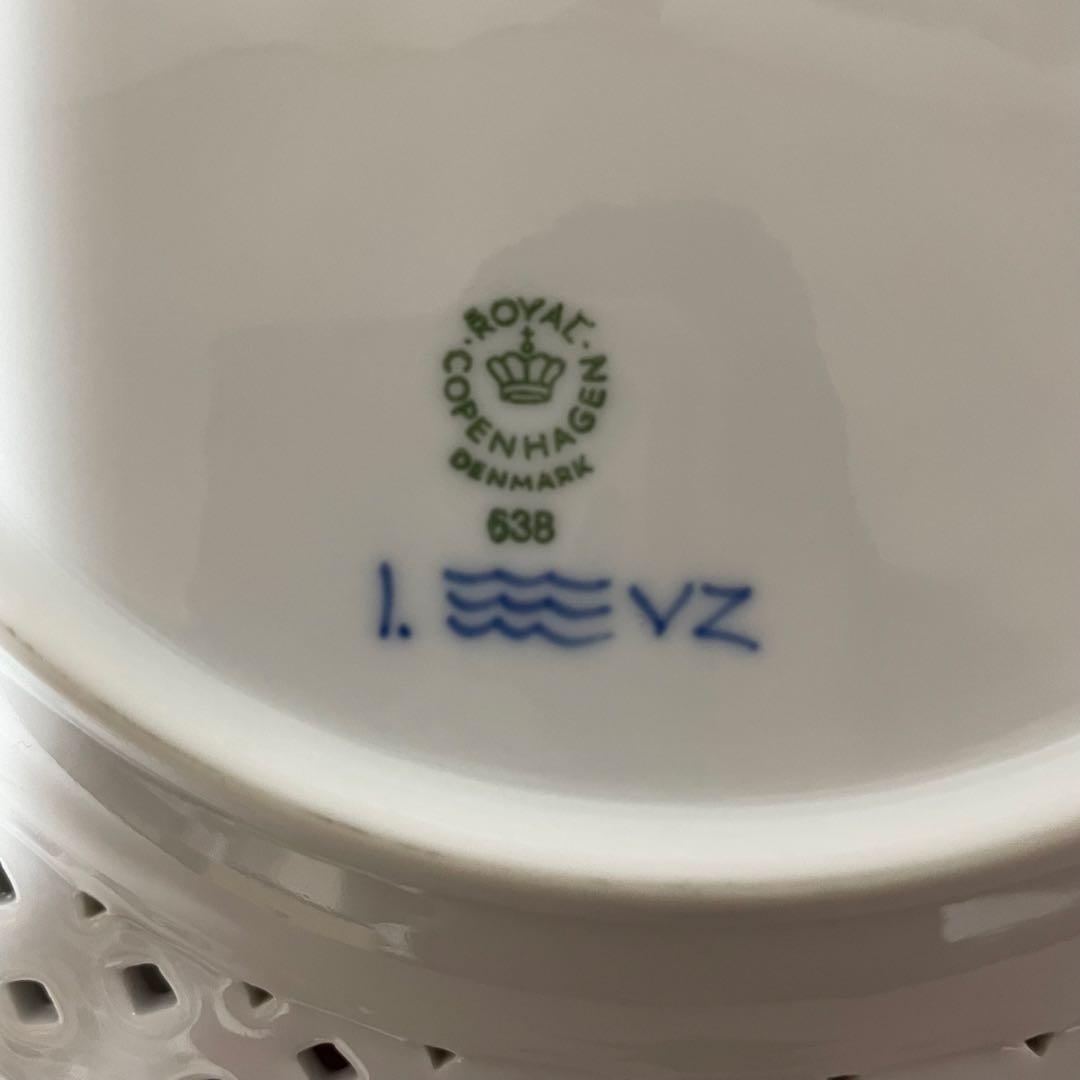 ROYAL
COPENHAGEN
DENMARK
638
1. VZ